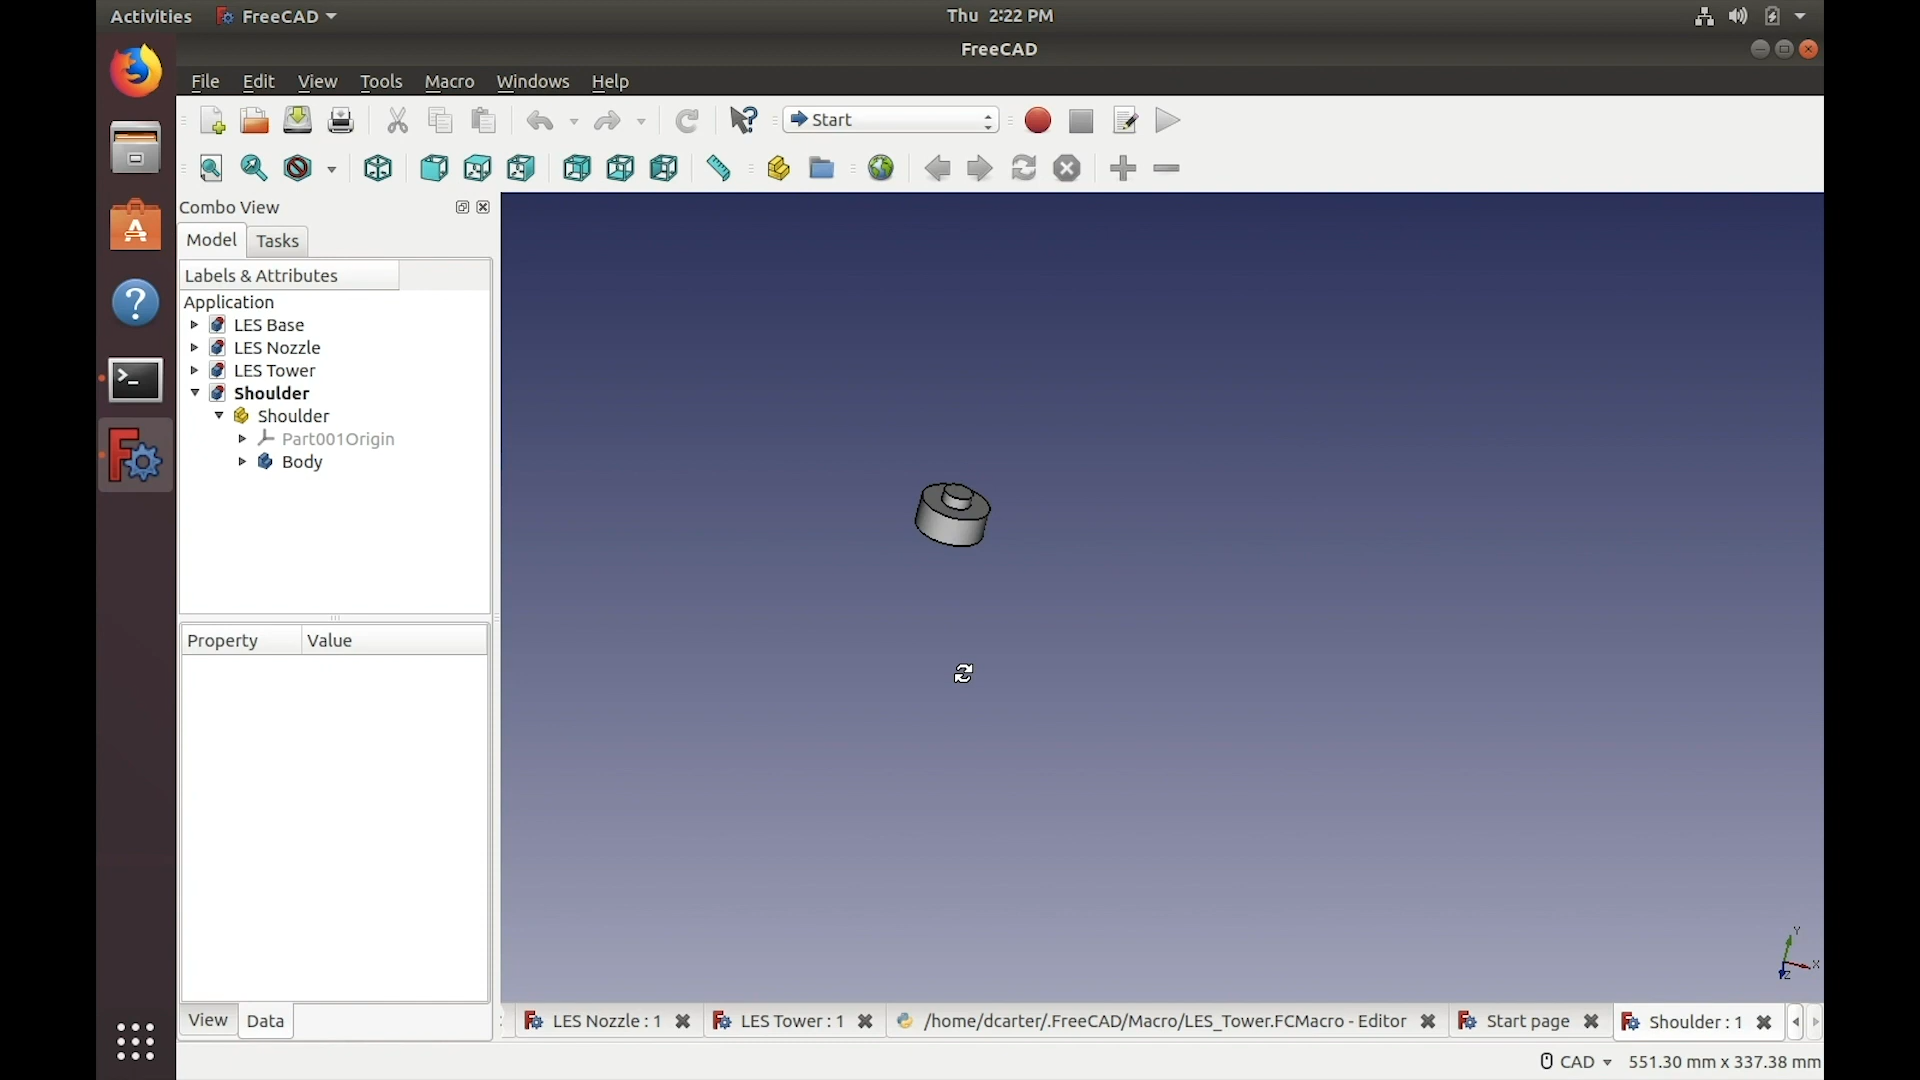 Activities FreeCAD Thu 2:22 PM
FreeCAD
File Edit View Tools Macro Windows Help
Start
Combo View
Model Tasks
Labels & Attributes
Application
LES Base
LES Nozzle
LES Tower
Shoulder
Shoulder
Part001Origin
Body
Property Value
Y
X
Z
View Data
LES Nozzle : 1 LES Tower : 1 /home/dcarter/.FreeCAD/Macro/LES_Tower.FCMacro - Editor Start page Shoulder : 1
CAD 551.30 mm x 337.38 mm